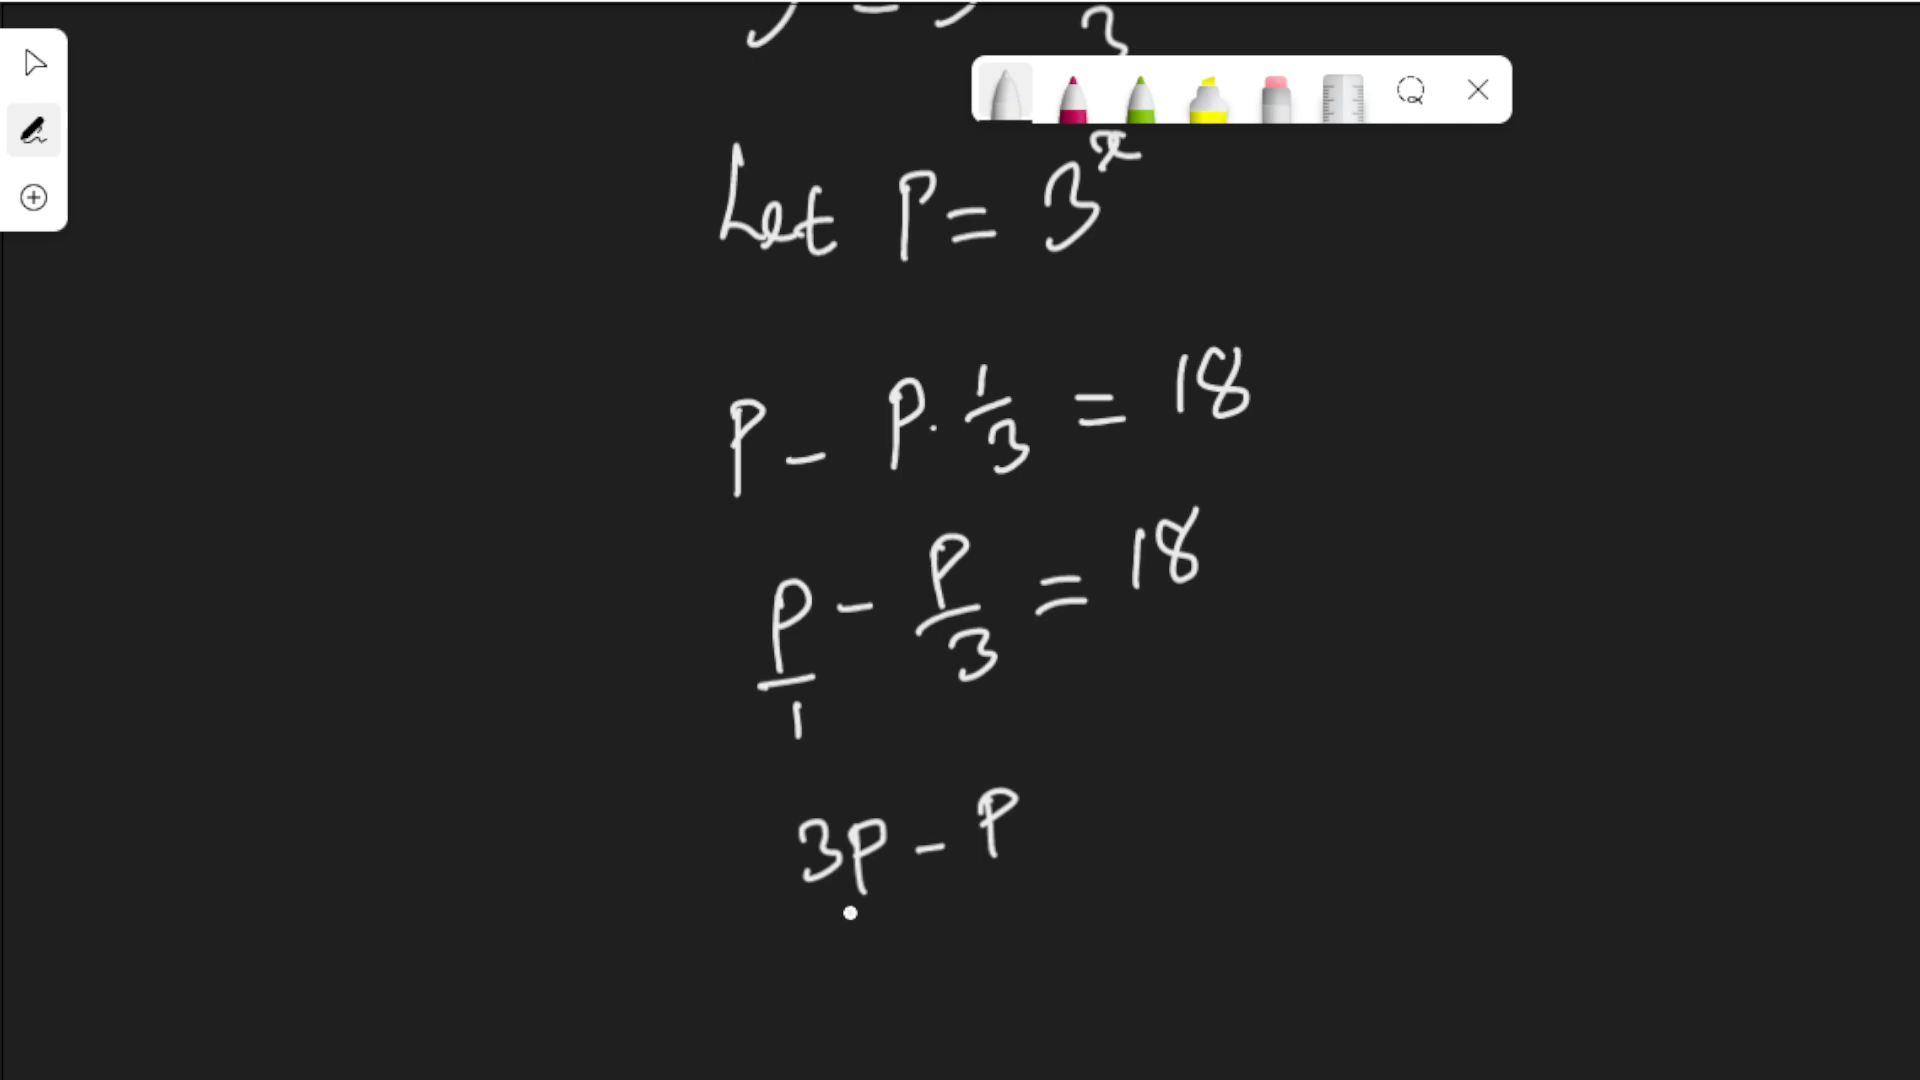 Let P = 3^x
P - P . 1/3 = 18
P/1 - P/3 = 18
3P - P